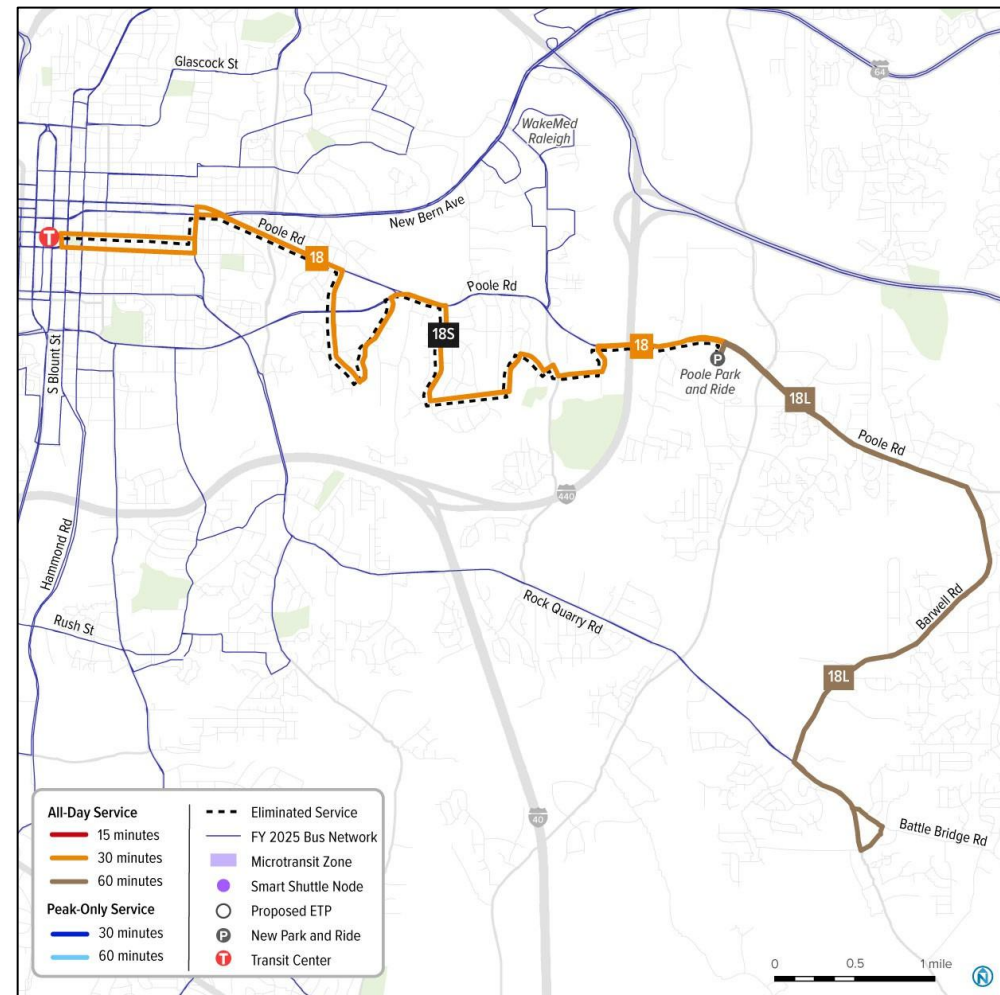 Glascock St
64
WakeMed
Raleigh
New Bern Ave
T
Poole Rd
18
Poole Rd
18S
18
P
Poole Park
and Ride
S Blount St
18L
Poole Rd
440
Hammond Rd
Rock Quarry Rd
Barwell Rd
Rush St
18L
40
Battle Bridge Rd
All-Day Service
15 minutes
30 minutes
60 minutes
Peak-Only Service
30 minutes
60 minutes
Eliminated Service
FY 2025 Bus Network
Microtransit Zone
Smart Shuttle Node
Proposed ETP
P New Park and Ride
T Transit Center
0 0.5 1 mile
N